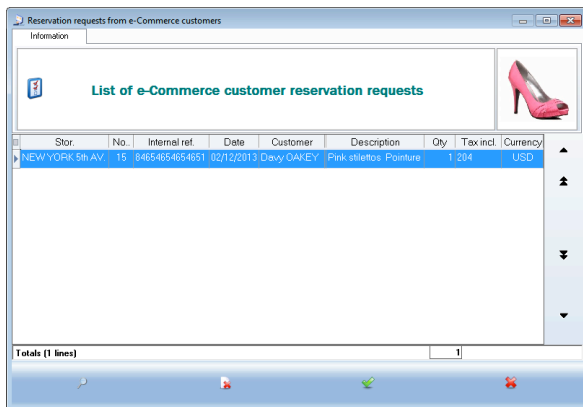 Reservation requests from e-Commerce customers
Information
List of e-Commerce customer reservation requests
Stor. No.. Internal ref. Date Customer Description Qty Tax incl. Currency
NEW YORK 5th AV. 15 84654654654651 02/12/2013 Davy OAKEY Pink stilettos Pointure 1 204 USD
Totals (1 lines) 1